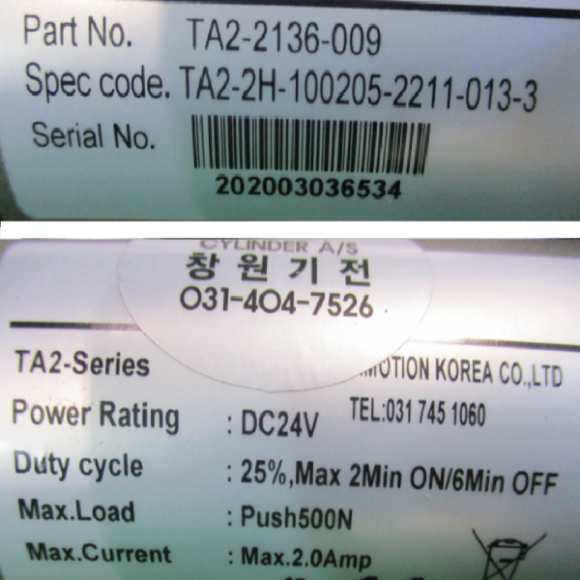 Part No. TA2-2136-009
Spec code. TA2-2H-100205-2211-013-3
Serial No.
202003036534
CYLINDER A/S
창원기전
031-404-7526
TA2-Series MOTION KOREA CO.,LTD
Power Rating : DC24V TEL:031 745 1060
Duty cycle : 25%,Max 2Min ON/6Min OFF
Max.Load : Push500N
Max.Current : Max.2.0Amp